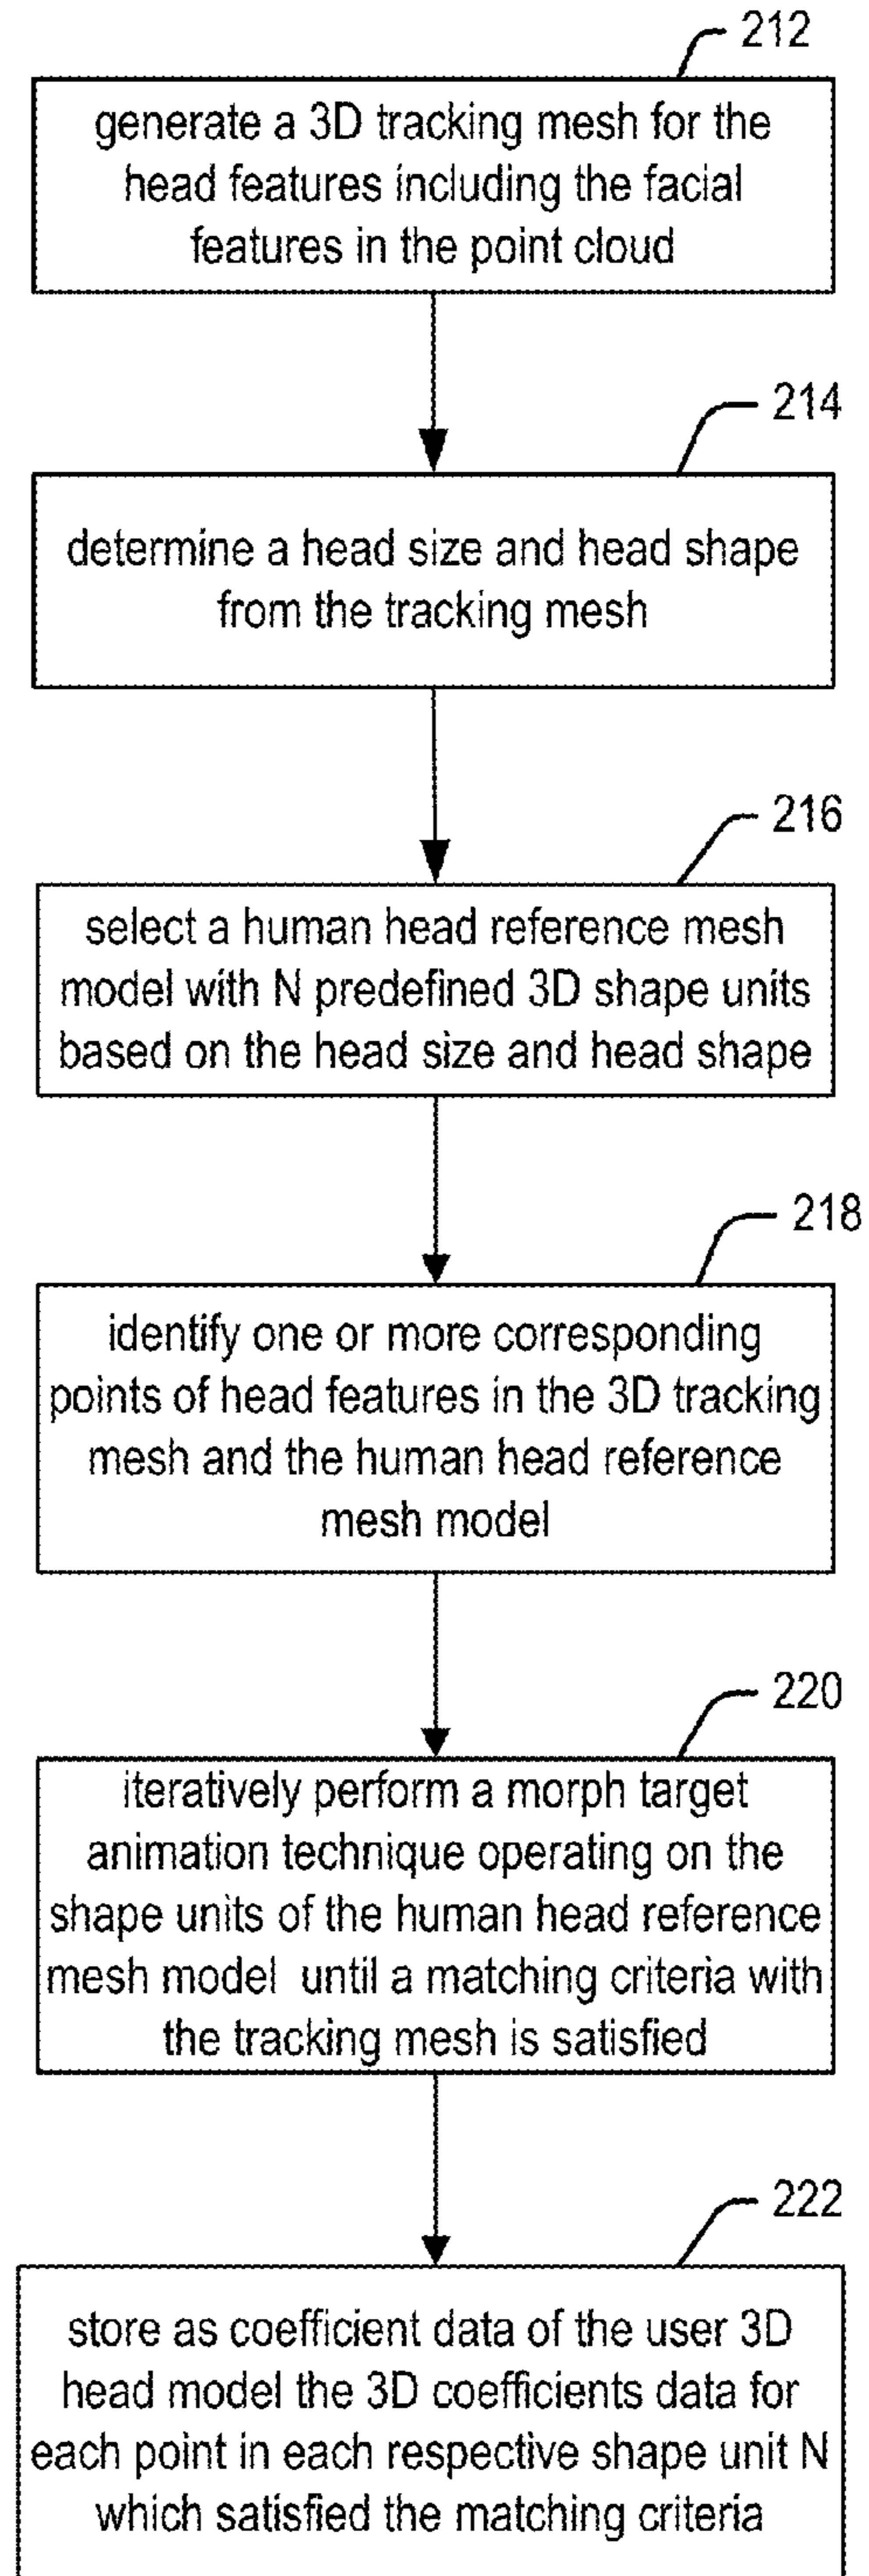 212
generate a 3D tracking mesh for the
head features including the facial
features in the point cloud
214
determine a head size and head shape
from the tracking mesh
216
select a human head reference mesh
model with N predefined 3D shape units
based on the head size and head shape
218
identify one or more corresponding
points of head features in the 3D tracking
mesh and the human head reference
mesh model
220
iteratively perform a morph target
animation technique operating on the
shape units of the human head reference
mesh model until a matching criteria with
the tracking mesh is satisfied
222
store as coefficient data of the user 3D
head model the 3D coefficients data for
each point in each respective shape unit N
which satisfied the matching criteria